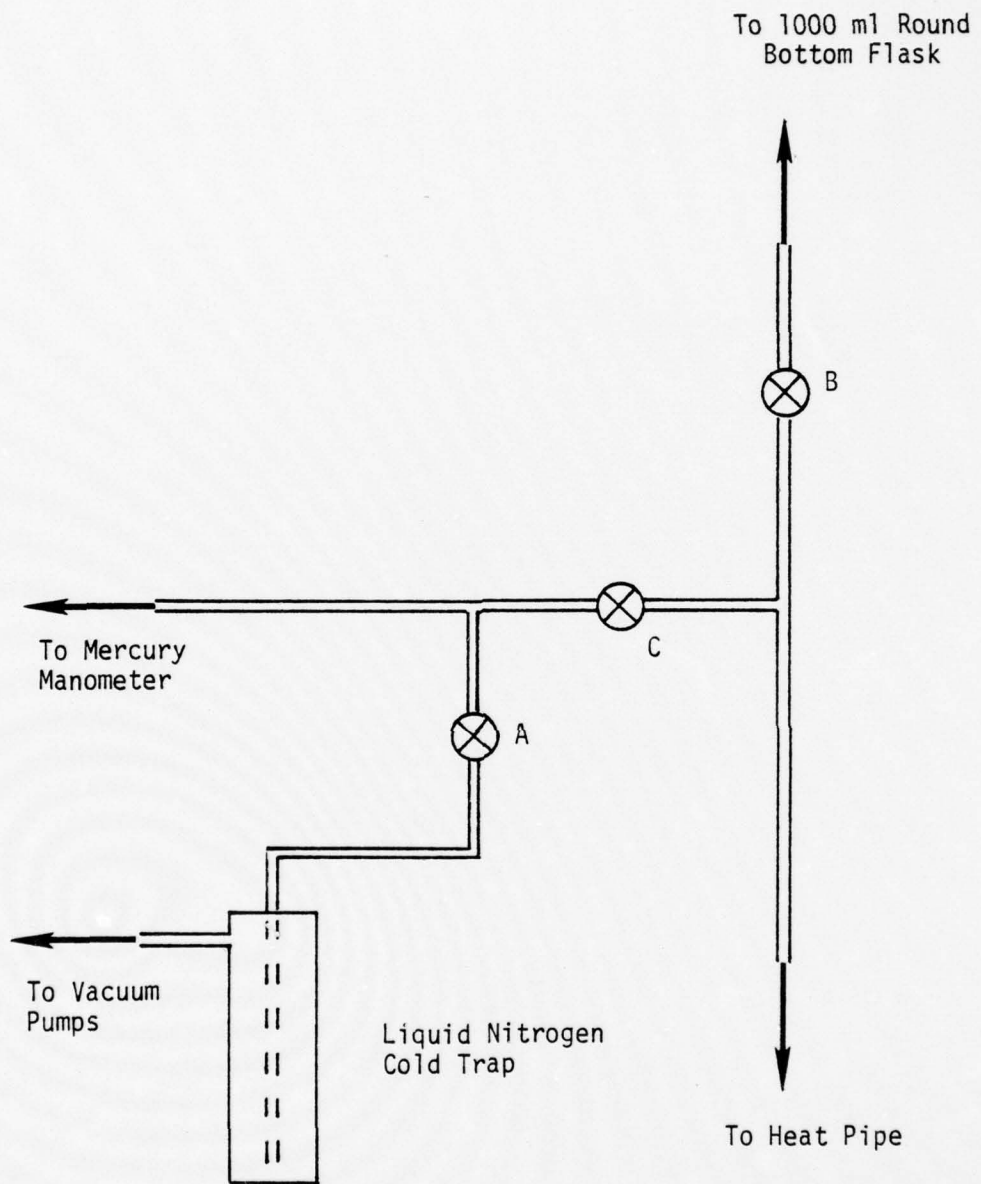 To 1000 ml Round
Bottom Flask
B
To Mercury
Manometer
C
A
To Vacuum
Pumps
Liquid Nitrogen
Cold Trap
To Heat Pipe